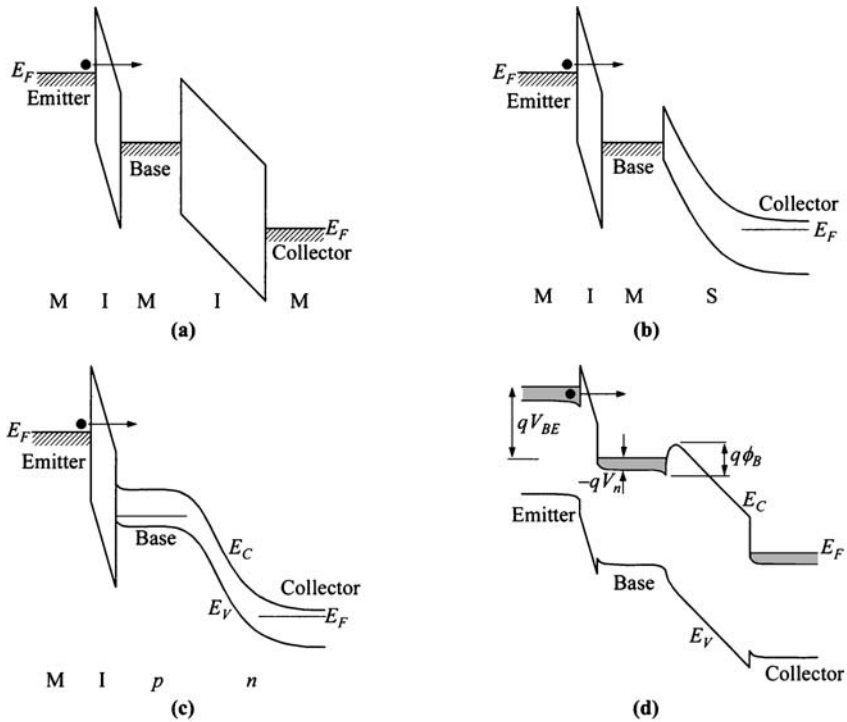 E_F
Emitter
Base
E_F
Collector
M I M I M
(a)
E_F
Emitter
Base
Collector
E_F
M I M S
(b)
E_F
Emitter
Base
E_C
E_V
Collector
E_F
M I p n
(c)
qV_BE
−qV_n
qϕ_B
E_C
E_F
Emitter
Base
E_V
Collector
(d)